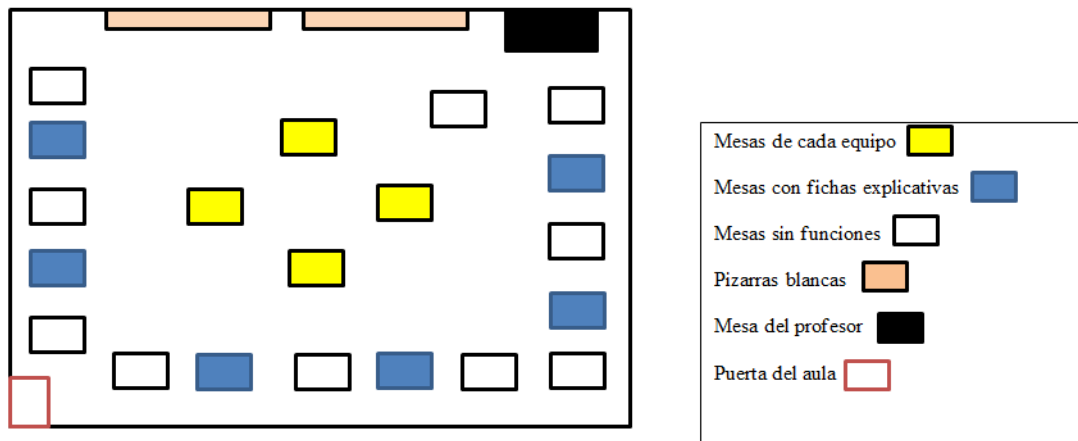 Mesas de cada equipo
Mesas con fichas explicativas
Mesas sin funciones
Pizarras blancas
Mesa del profesor
Puerta del aula